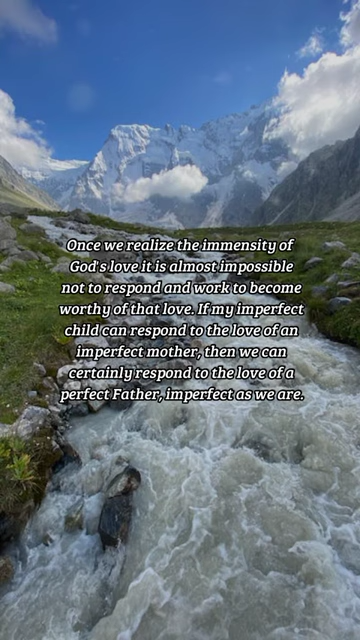 Once we realize the immensity of
God's love it is almost impossible
not to respond and work to become
worthy of that love. If my imperfect
child can respond to the love of an
imperfect mother, then we can
certainly respond to the love of a
perfect Father, imperfect as we are.